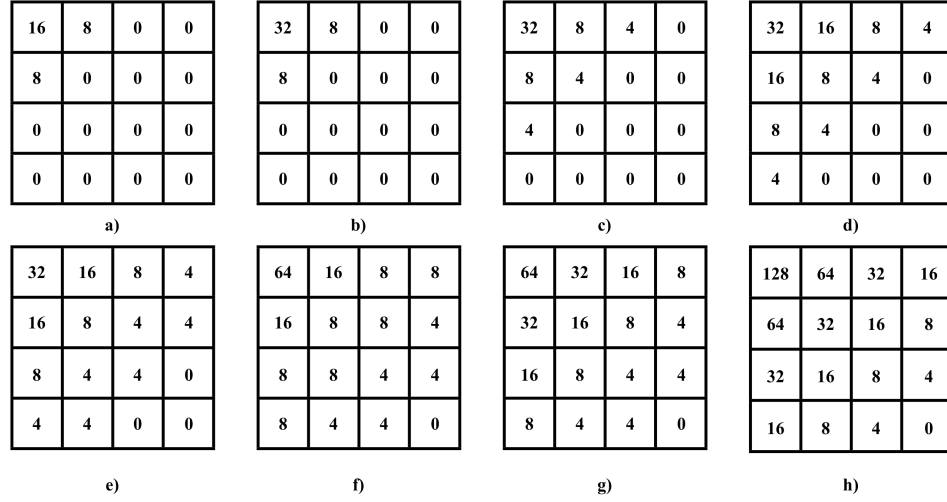 16 8 0 0 32 8 0 0 32 8 4 0 32 16 8 4
8 0 0 0 8 0 0 0 8 4 0 0 16 8 4 0
0 0 0 0 0 0 0 0 4 0 0 0 8 4 0 0
0 0 0 0 0 0 0 0 0 0 0 0 4 0 0 0
a) b) c) d)
32 16 8 4 64 16 8 8 64 32 16 8 128 64 32 16
16 8 4 4 16 8 8 4 32 16 8 4 64 32 16 8
8 4 4 0 8 8 4 4 16 8 4 4 32 16 8 4
4 4 0 0 8 4 4 0 8 4 4 0 16 8 4 0
e) f) g) h)